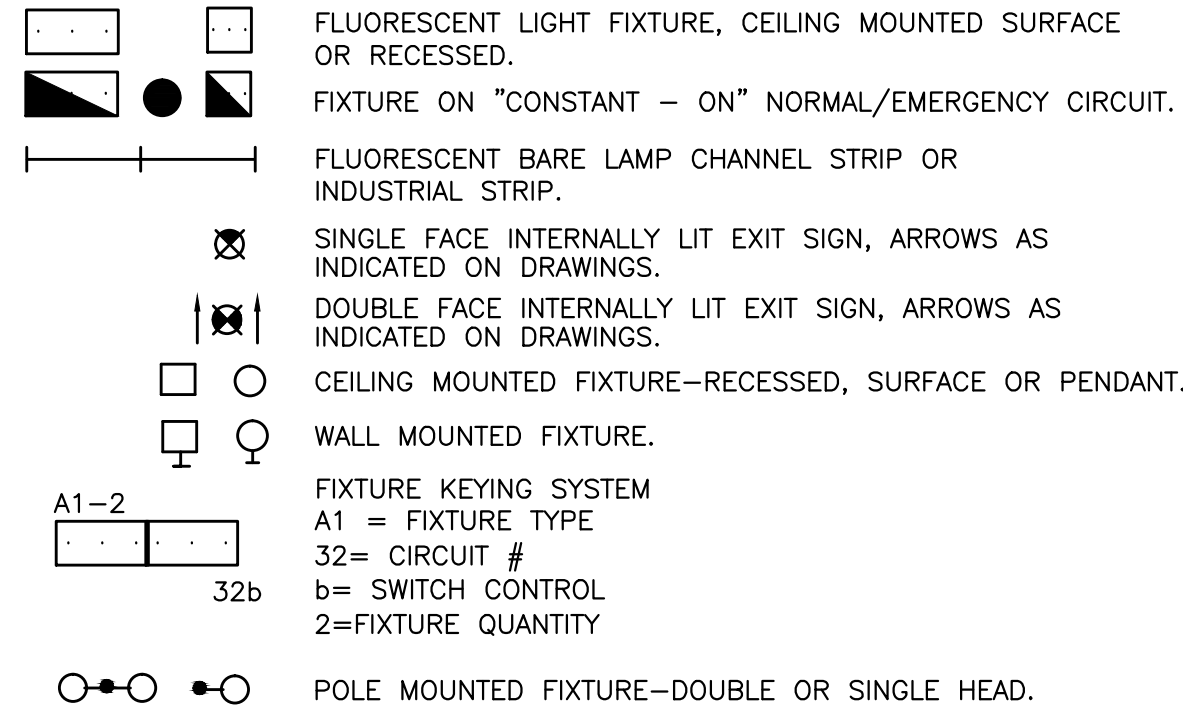 FLUORESCENT LIGHT FIXTURE, CEILING MOUNTED SURFACE
OR RECESSED.
FIXTURE ON "CONSTANT – ON" NORMAL/EMERGENCY CIRCUIT.
FLUORESCENT BARE LAMP CHANNEL STRIP OR
INDUSTRIAL STRIP.
SINGLE FACE INTERNALLY LIT EXIT SIGN, ARROWS AS
INDICATED ON DRAWINGS.
DOUBLE FACE INTERNALLY LIT EXIT SIGN, ARROWS AS
INDICATED ON DRAWINGS.
CEILING MOUNTED FIXTURE–RECESSED, SURFACE OR PENDANT.
WALL MOUNTED FIXTURE.
A1–2
32b
FIXTURE KEYING SYSTEM
A1 = FIXTURE TYPE
32= CIRCUIT #
b= SWITCH CONTROL
2=FIXTURE QUANTITY
POLE MOUNTED FIXTURE–DOUBLE OR SINGLE HEAD.